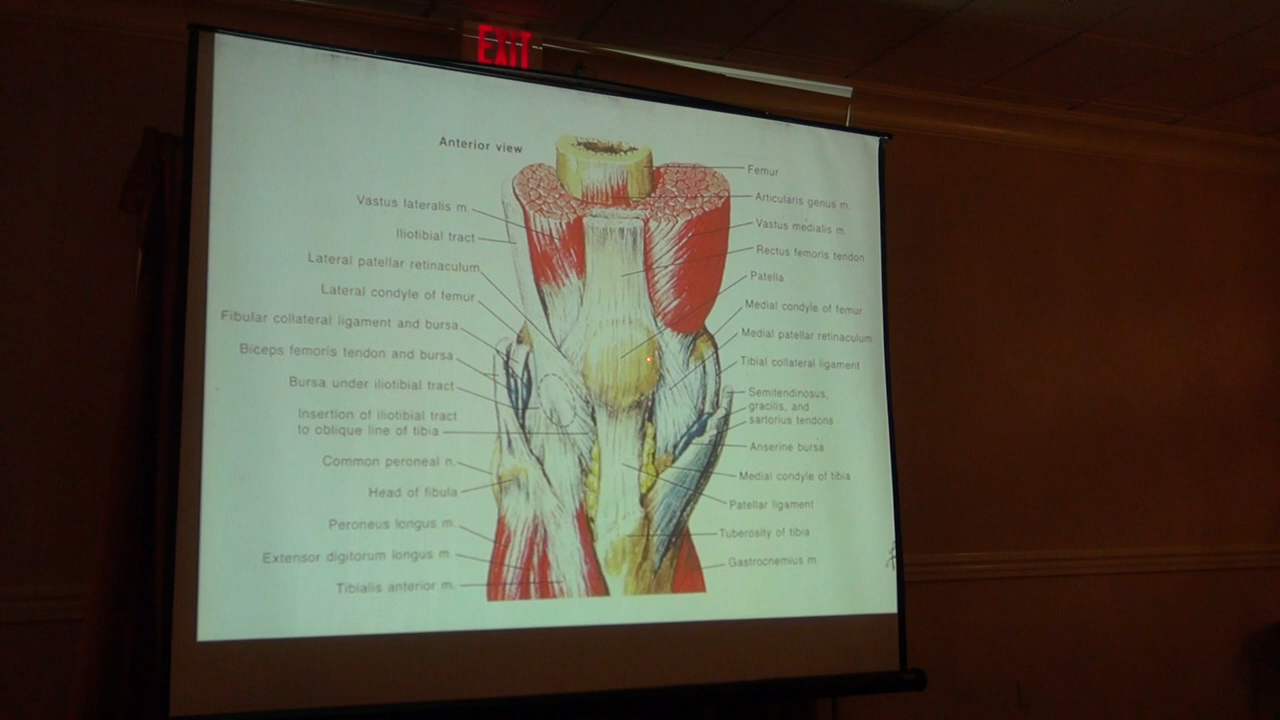 EXIT
Anterior view
Vastus lateralis m.
Iliotibial tract
Lateral patellar retinaculum
Lateral condyle of femur
Fibular collateral ligament and bursa
Biceps femoris tendon and bursa
Bursa under iliotibial tract
Insertion of iliotibial tract
to oblique line of tibia
Common peroneal n.
Head of fibula
Peroneus longus m.
Extensor digitorum longus m.
Tibialis anterior m.
Femur
Articularis genus m.
Vastus medialis m.
Rectus femoris tendon
Patella
Medial condyle of femur
Medial patellar retinaculum
Tibial collateral ligament
Semitendinosus,
gracilis, and
sartorius tendons
Anserine bursa
Medial condyle of tibia
Patellar ligament
Tuberosity of tibia
Gastrocnemius m.